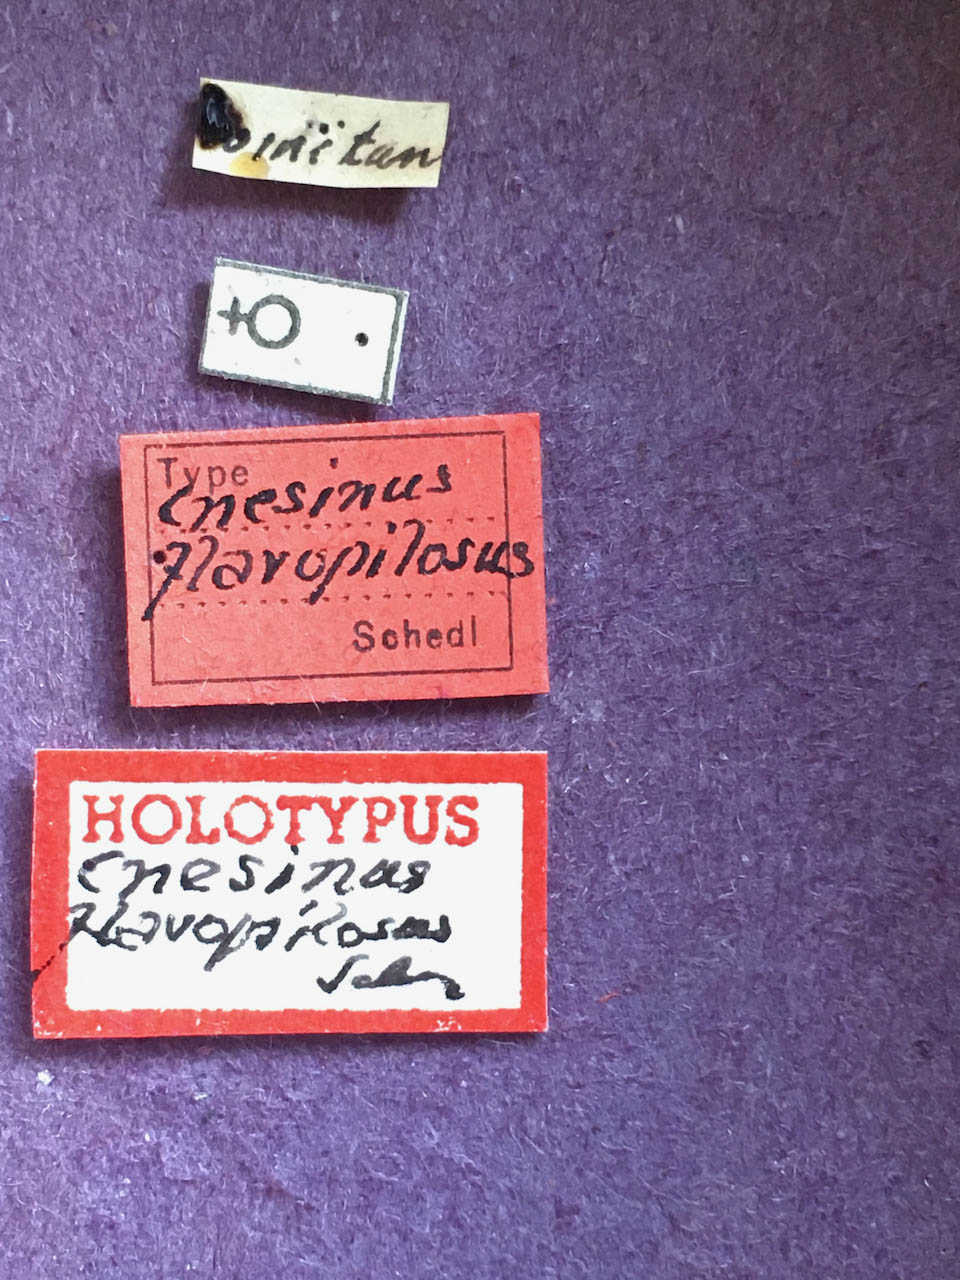 ♀
Type
Cnesinus
flavopilosus
Schedl
HOLOTYPUS
Cnesinus
flavopilosus